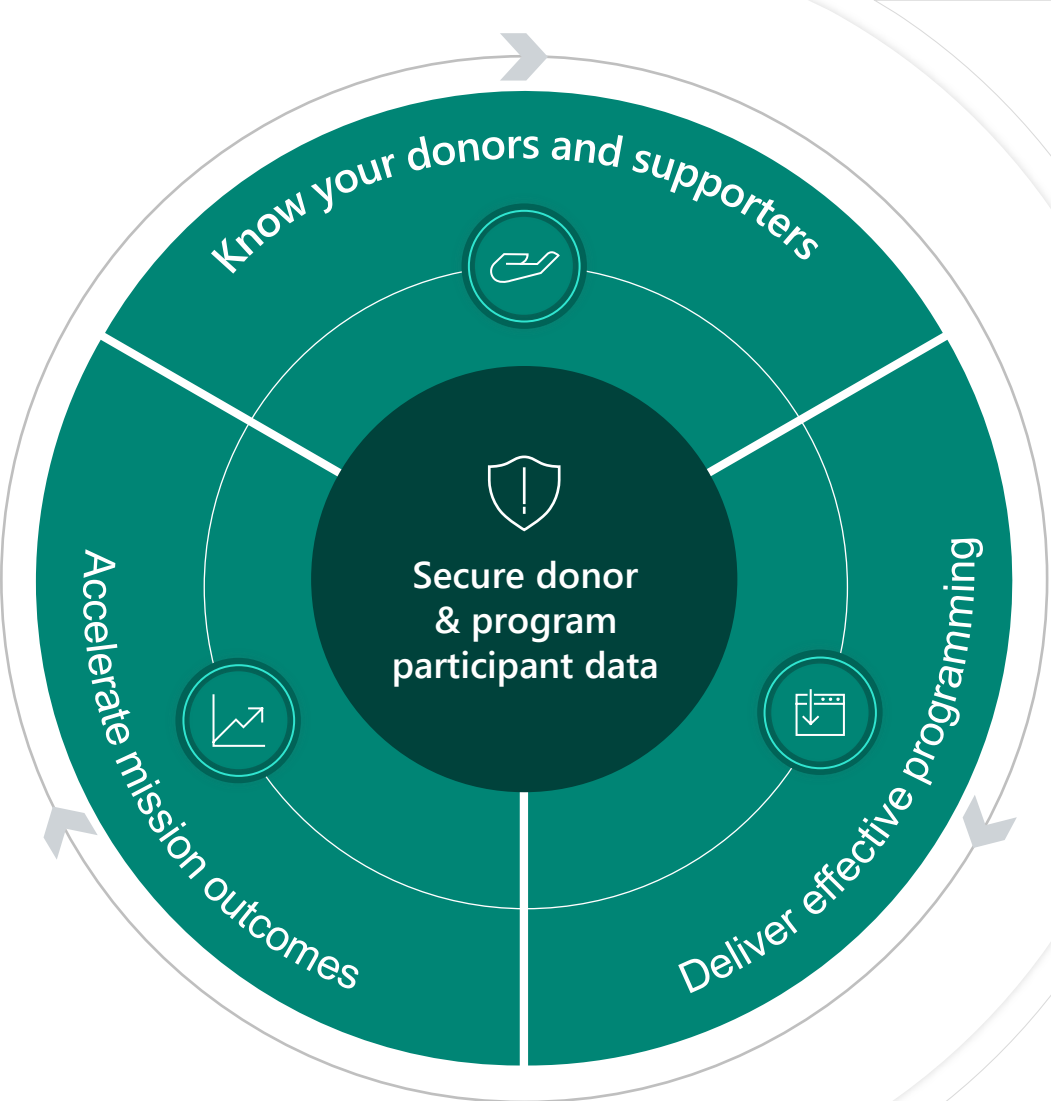 Know your donors and supporters
Secure donor
& program
participant data
Accelerate mission outcomes
Deliver effective programming